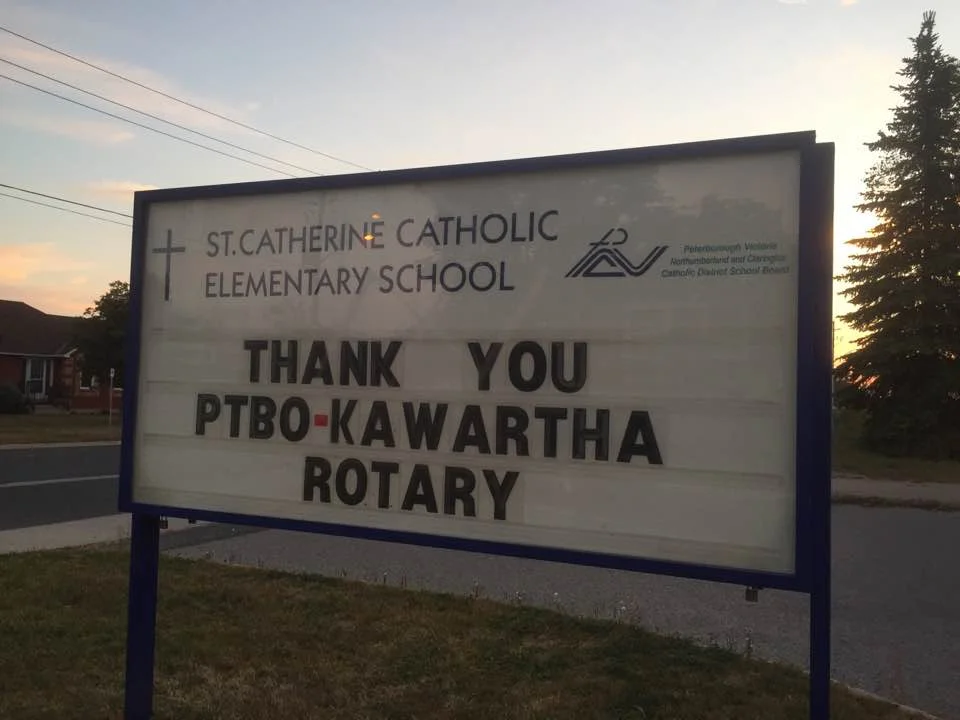 ST. CATHERINE CATHOLIC
ELEMENTARY SCHOOL
Peterborough Victoria
Northumberland and Clarington
Catholic District School Board
THANK YOU
PTBO-KAWARTHA
ROTARY